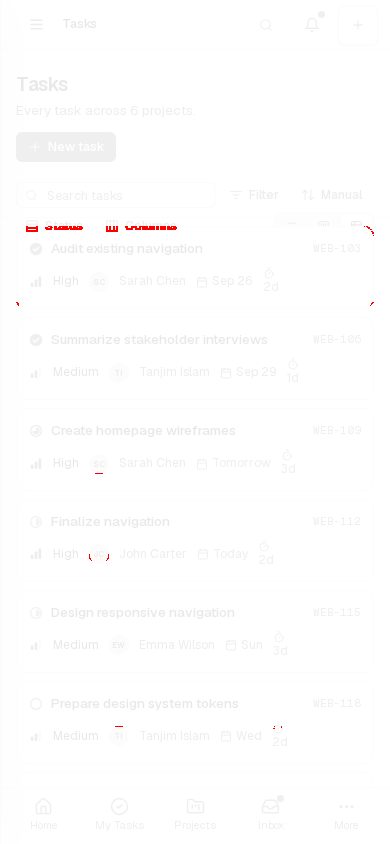 Tasks
Tasks
Every task across 6 projects.
+ New task
Search tasks
Filter
Manual
Status
Columns
Audit existing navigation
WEB-103
High
SC
Sarah Chen
Sep 26
2d
Summarize stakeholder interviews
WEB-106
Medium
TI
Tanjim Islam
Sep 29
1d
Create homepage wireframes
WEB-109
High
SC
Sarah Chen
Tomorrow
3d
Finalize navigation
WEB-112
High
John Carter
Today
2d
Design responsive navigation
WEB-115
Medium
EW
Emma Wilson
Sun
3d
Prepare design system tokens
WEB-118
Medium
TI
Tanjim Islam
Wed
2d
Home
My Tasks
Projects
Inbox
More